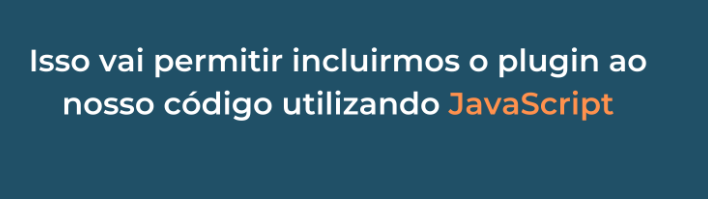 Isso vai permitir incluirmos o plugin ao
nosso código utilizando JavaScript